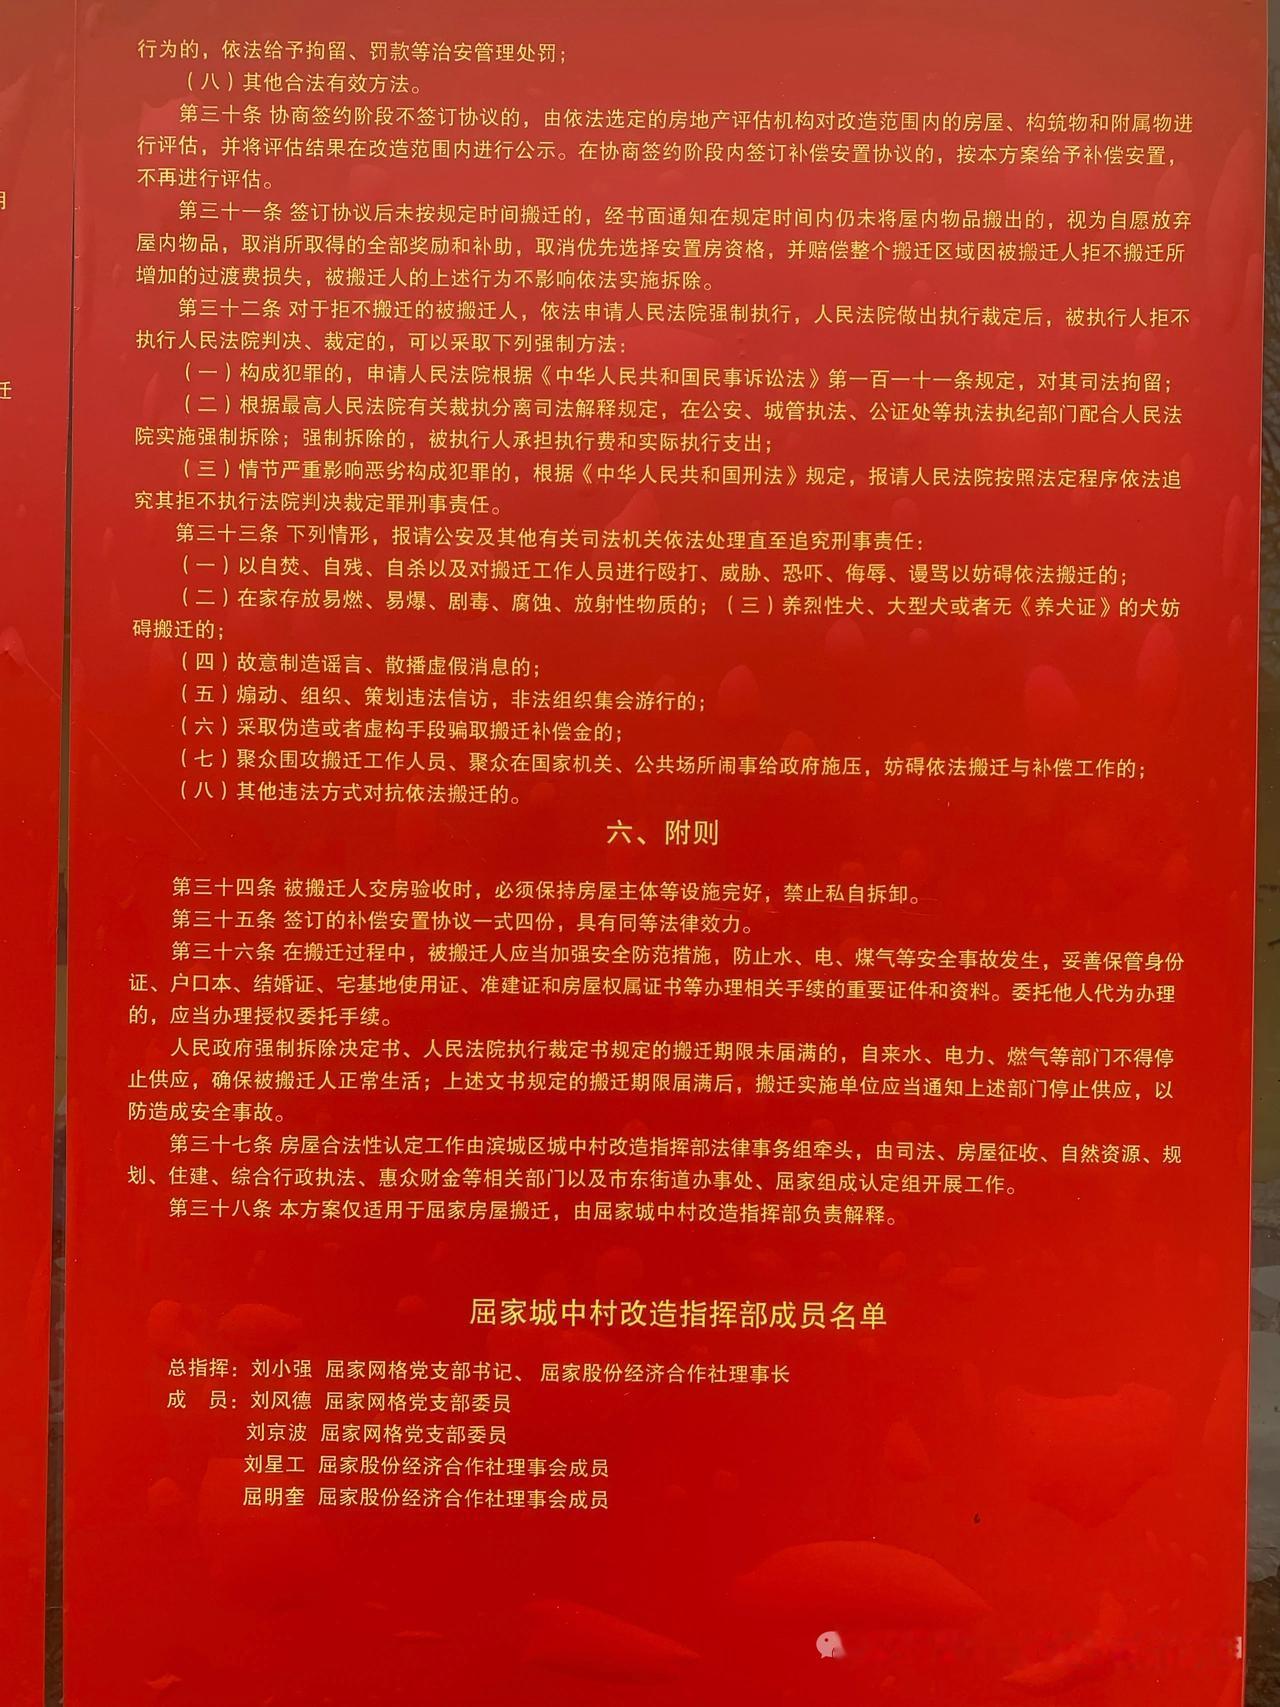 行为的，依法给予拘留、罚款等治安管理处罚；
（八）其他合法有效方法。
第三十条 协商签约阶段不签订协议的，由依法选定的房地产评估机构对改造范围内的房屋、构筑物和附属物进
行评估，并将评估结果在改造范围内进行公示。在协商签约阶段内签订补偿安置协议的，按本方案给予补偿安置，
不再进行评估。
第三十一条 签订协议后未按规定时间搬迁的，经书面通知在规定时间内仍未将屋内物品搬出的，视为自愿放弃
屋内物品，取消所取得的全部奖励和补助，取消优先选择安置房资格，并赔偿整个搬迁区域因被搬迁人拒不搬迁所
增加的过渡费损失，被搬迁人的上述行为不影响依法实施拆除。
第三十二条 对于拒不搬迁的被搬迁人，依法申请人民法院强制执行，人民法院做出执行裁定后，被执行人拒不
执行人民法院判决、裁定的，可以采取下列强制方法：
（一）构成犯罪的，申请人民法院根据《中华人民共和国民事诉讼法》第一百一十一条规定，对其司法拘留；
（二）根据最高人民法院有关裁执分离司法解释规定，在公安、城管执法、公证处等执法执纪部门配合人民法
院实施强制拆除；强制拆除的，被执行人承担执行费和实际执行支出；
（三）情节严重影响恶劣构成犯罪的，根据《中华人民共和国刑法》规定，报请人民法院按照法定程序依法追
究其拒不执行法院判决裁定罪刑事责任。
第三十三条 下列情形，报请公安及其他有关司法机关依法处理直至追究刑事责任：
（一）以自焚、自残、自杀以及对搬迁工作人员进行殴打、威胁、恐吓、侮辱、谩骂以妨碍依法搬迁的；
（二）在家存放易燃、易爆、剧毒、腐蚀、放射性物质的；（三）养烈性犬、大型犬或者无《养犬证》的犬妨
碍搬迁的；
（四）故意制造谣言、散播虚假消息的；
（五）煽动、组织、策划违法信访，非法组织集会游行的；
（六）采取伪造或者虚构手段骗取搬迁补偿金的；
（七）聚众围攻搬迁工作人员、聚众在国家机关、公共场所闹事给政府施压，妨碍依法搬迁与补偿工作的；
（八）其他违法方式对抗依法搬迁的。
六、附则
第三十四条 被搬迁人交房验收时，必须保持房屋主体等设施完好，禁止私自拆卸。
第三十五条 签订的补偿安置协议一式四份，具有同等法律效力。
第三十六条 在搬迁过程中，被搬迁人应当加强安全防范措施，防止水、电、煤气等安全事故发生，妥善保管身份
证、户口本、结婚证、宅基地使用证、准建证和房屋权属证书等办理相关手续的重要证件和资料。委托他人代为办理
的，应当办理授权委托手续。
人民政府强制拆除决定书、人民法院执行裁定书规定的搬迁期限未届满的，自来水、电力、燃气等部门不得停
止供应，确保被搬迁人正常生活；上述文书规定的搬迁期限届满后，搬迁实施单位应当通知上述部门停止供应，以
防造成安全事故。
第三十七条 房屋合法性认定工作由滨城区城中村改造指挥部法律事务组牵头，由司法、房屋征收、自然资源、规
划、住建、综合行政执法、惠众财金等相关部门以及市东街道办事处、屈家组成认定组开展工作。
第三十八条 本方案仅适用于屈家房屋搬迁，由屈家城中村改造指挥部负责解释。
屈家城中村改造指挥部成员名单
总指挥：刘小强 屈家网格党支部书记、屈家股份经济合作社理事长
成　员：刘风德 屈家网格党支部委员
刘京波 屈家网格党支部委员
刘星工 屈家股份经济合作社理事会成员
屈明奎 屈家股份经济合作社理事会成员